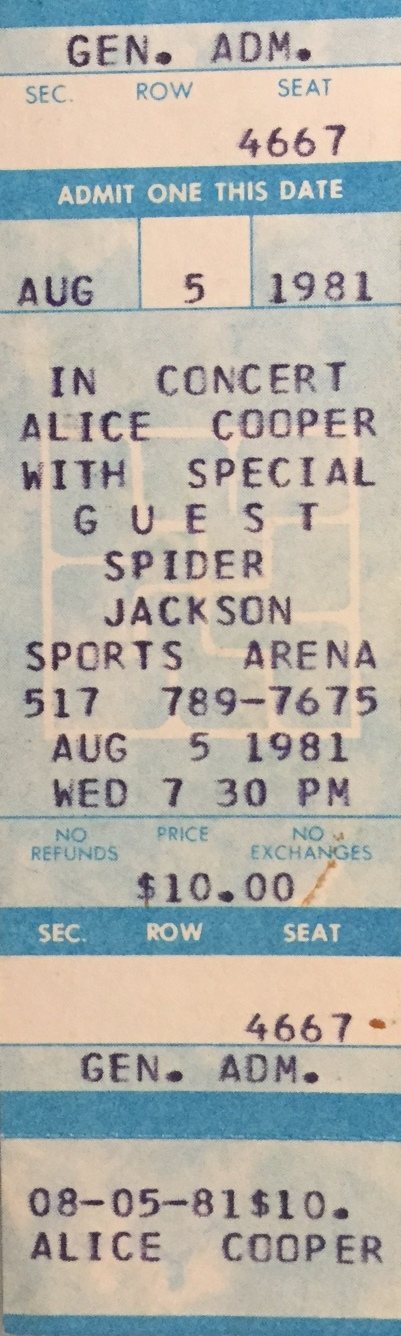 GEN. ADM.
SEC. ROW SEAT
4667
ADMIT ONE THIS DATE
AUG 5 1981
IN CONCERT
ALICE COOPER
WITH SPECIAL
G U E S T
SPIDER
JACKSON
SPORTS ARENA
517 789-7675
AUG 5 1981
WED 7 30 PM
NO REFUNDS PRICE NO EXCHANGES
$10.00
SEC. ROW SEAT
4667
GEN. ADM.
08-05-81$10.
ALICE COOPER